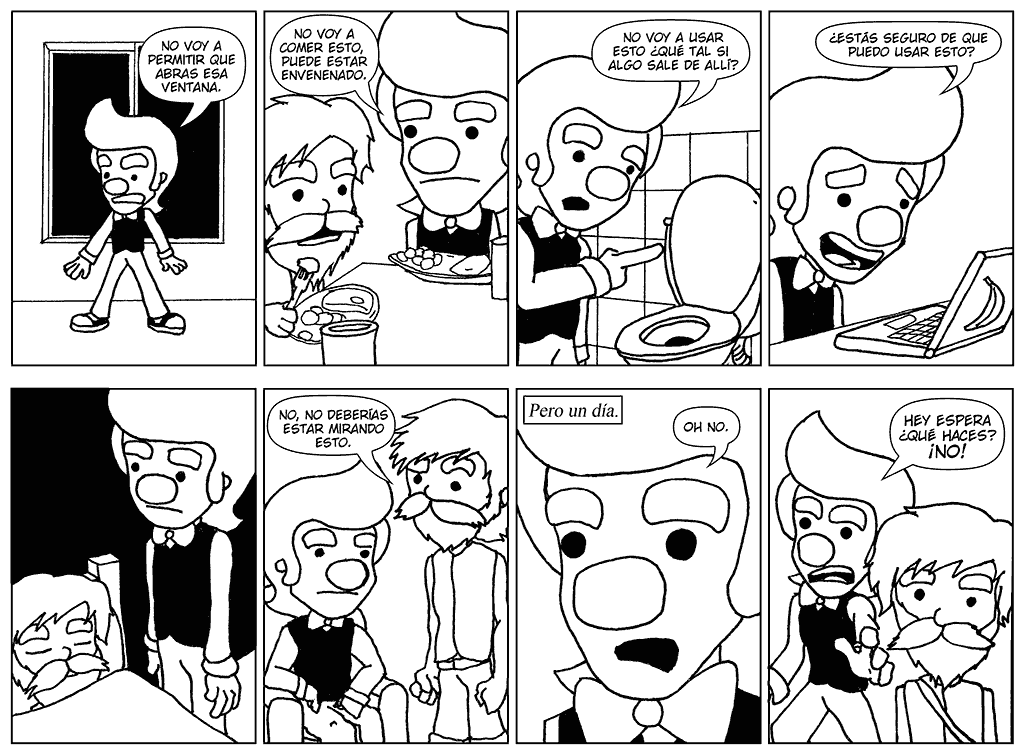 NO VOY A
PERMITIR QUE
ABRAS ESA
VENTANA.
NO VOY A
COMER ESTO,
PUEDE ESTAR
ENVENENADO.
NO VOY A USAR
ESTO ¿QUÉ TAL SI
ALGO SALE DE ALLÍ?
¿ESTÁS SEGURO DE QUE
PUEDO USAR ESTO?
NO, NO DEBERÍAS
ESTAR MIRANDO
ESTO.
Pero un día.
OH NO.
HEY ESPERA
¿QUÉ HACES?
¡NO!